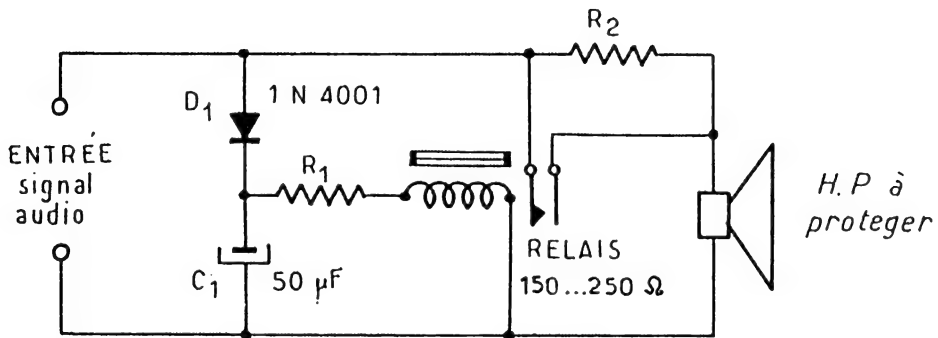 R2
D1
1 N 4001
ENTRÉE
signal
audio
R1
H.P à
proteger
RELAIS
150...250 Ω
C1
50 µF